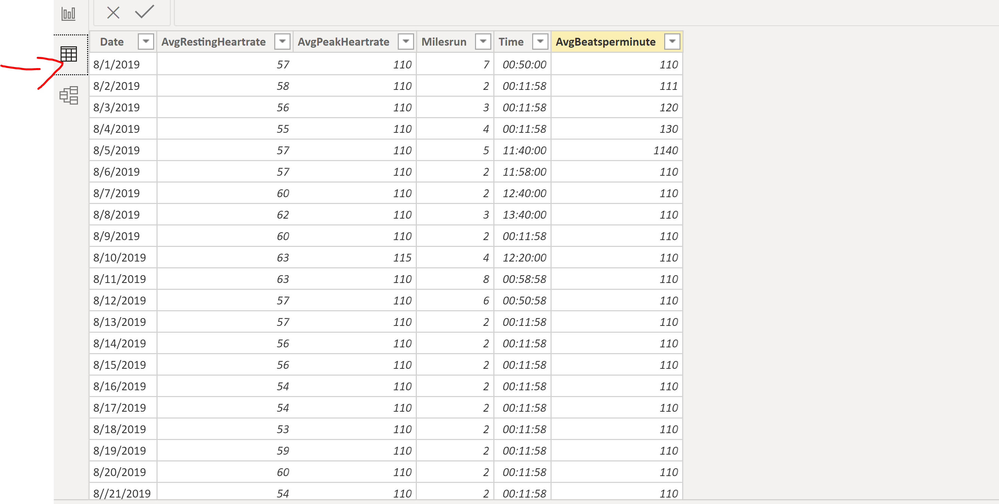 Date AvgRestingHeartrate AvgPeakHeartrate Milesrun Time AvgBeatsperminute
8/1/2019 57 110 7 00:50:00 110
8/2/2019 58 110 2 00:11:58 111
8/3/2019 56 110 3 00:11:58 120
8/4/2019 55 110 4 00:11:58 130
8/5/2019 57 110 5 11:40:00 1140
8/6/2019 57 110 2 11:58:00 110
8/7/2019 60 110 2 12:40:00 110
8/8/2019 62 110 3 13:40:00 110
8/9/2019 60 110 2 00:11:58 110
8/10/2019 63 115 4 12:20:00 110
8/11/2019 63 110 8 00:58:58 110
8/12/2019 57 110 6 00:50:58 110
8/13/2019 57 110 2 00:11:58 110
8/14/2019 56 110 2 00:11:58 110
8/15/2019 56 110 2 00:11:58 110
8/16/2019 54 110 2 00:11:58 110
8/17/2019 54 110 2 00:11:58 110
8/18/2019 53 110 2 00:11:58 110
8/19/2019 59 110 2 00:11:58 110
8/20/2019 60 110 2 00:11:58 110
8//21/2019 54 110 2 00:11:58 110